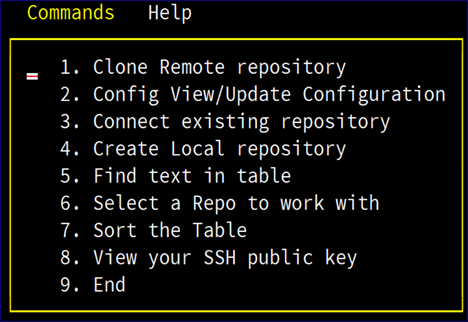 Commands Help
1. Clone Remote repository
2. Config View/Update Configuration
3. Connect existing repository
4. Create Local repository
5. Find text in table
6. Select a Repo to work with
7. Sort the Table
8. View your SSH public key
9. End